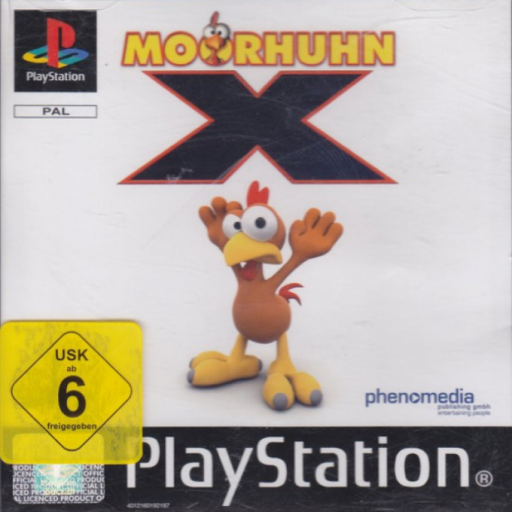 PlayStation
PAL
MOORHUHN
X
USK
ab
6
freigegeben
phenomedia
publishing gmbh
entertaining people
PlayStation®